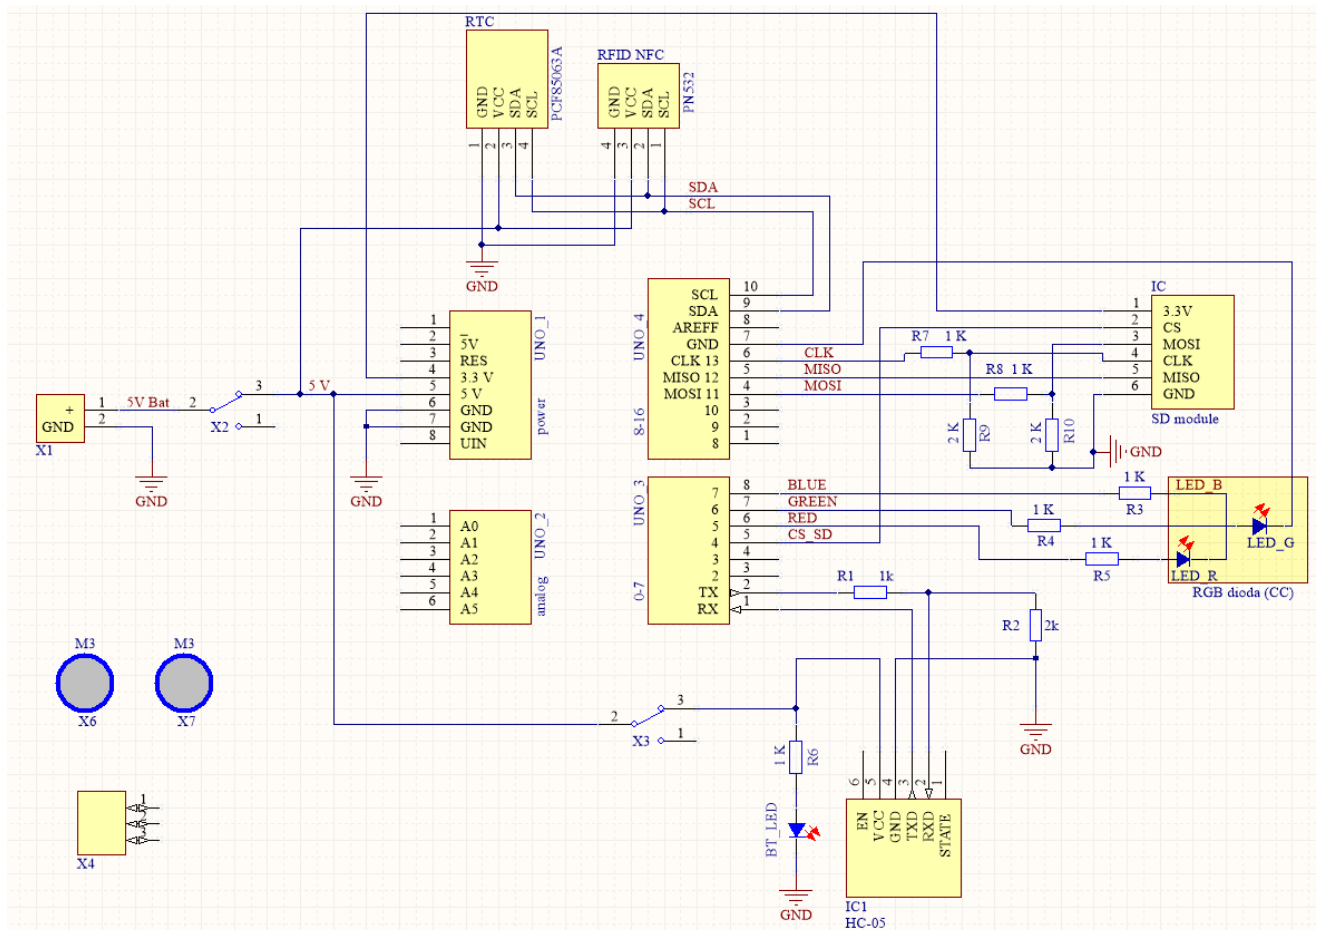 RTC
PCF85063A
GND
VCC
SDA
SCL
1
2
3
4
RFID NFC
PN532
GND
VCC
SDA
SCL
4
3
2
1
SDA
SCL
GND
UNO_1
power
1
2
5V
3
RES
4
3.3 V
5
5 V
6
GND
7
GND
8
UIN
UNO_4
8-16
SCL
10
SDA
9
AREFF
8
GND
7
CLK 13
6
MISO 12
5
MOSI 11
4
10
3
9
2
8
1
CLK
MISO
MOSI
R7
1 K
R8
1 K
2 K
R9
2 K
R10
IC
1
3.3V
2
CS
3
MOSI
4
CLK
5
MISO
6
GND
SD module
GND
+
GND
X1
1
2
5V Bat
2
X2
3
1
5 V
GND
GND
UNO_2
analog
1
A0
2
A1
3
A2
4
A3
5
A4
6
A5
UNO_3
0-7
7
8
6
7
5
6
4
5
3
4
2
3
TX
2
RX
1
BLUE
GREEN
RED
CS_SD
1 K
R3
1 K
R4
1 K
R5
LED_B
LED_G
LED_R
RGB dioda (CC)
R1
1k
R2
2k
GND
M3
X6
M3
X7
X4
1
2
3
2
X3
3
1
1 K
R6
BT_LED
GND
6
5
4
3
2
1
EN
VCC
GND
TXD
RXD
STATE
IC1
HC-05